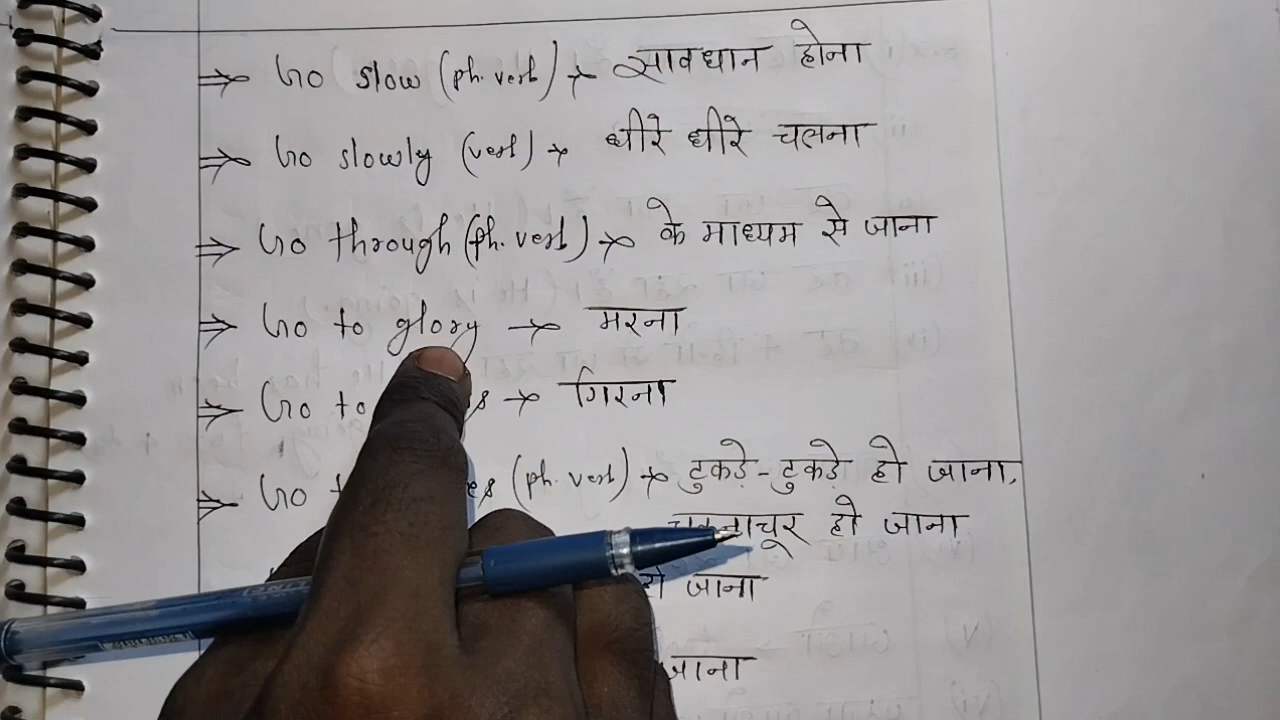 ⇒ Go slow (ph. verb) → सावधान होना
⇒ Go slowly (verb) → धीरे धीरे चलना
⇒ Go through (ph. verb) → के माध्यम से जाना
⇒ Go to glory → मरना
⇒ Go to → गिरना
⇒ Go (ph. verb) → टुकड़े-टुकड़े हो जाना,
चकनाचूर हो जाना
जाना
जाना